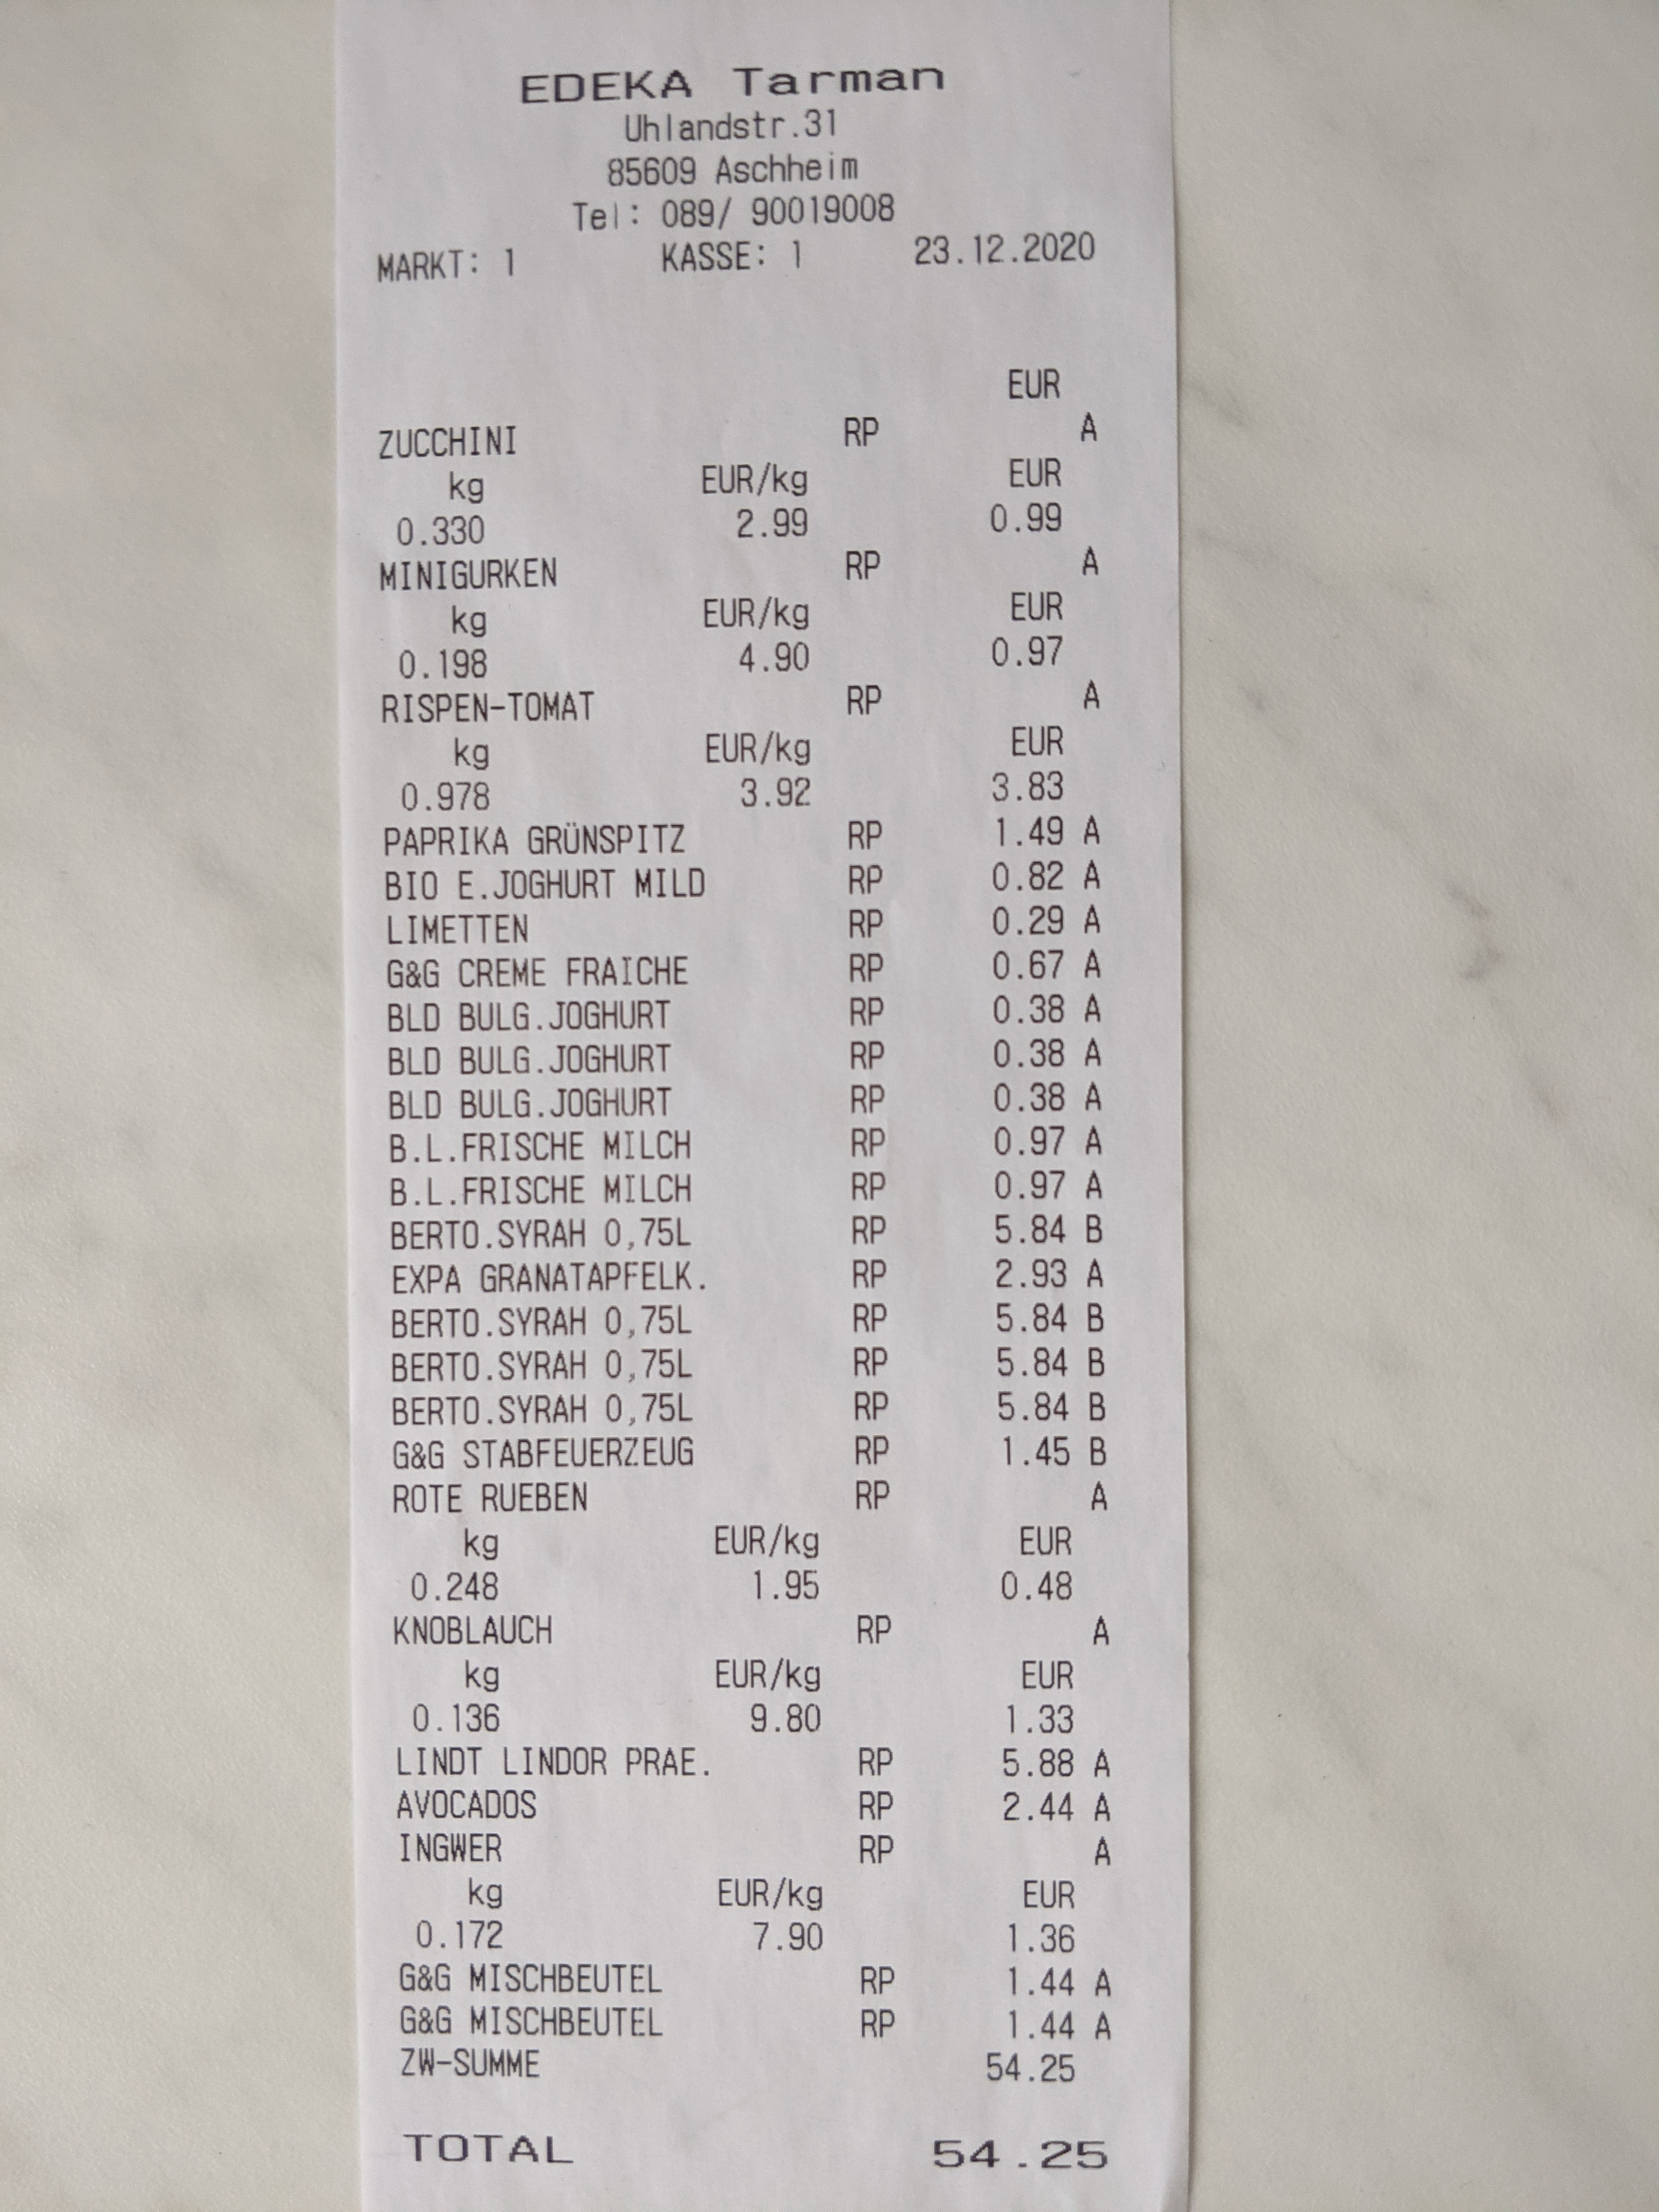 EDEKA Tarman
Uhlandstr.31
85609 Aschheim
Tel: 089/ 90019008
MARKT: 1 KASSE: 1 23.12.2020
EUR
ZUCCHINI RP A
kg EUR/kg EUR
0.330 2.99 0.99
MINIGURKEN RP A
kg EUR/kg EUR
0.198 4.90 0.97
RISPEN-TOMAT RP A
kg EUR/kg EUR
0.978 3.92 3.83
PAPRIKA GRÜNSPITZ RP 1.49 A
BIO E.JOGHURT MILD RP 0.82 A
LIMETTEN RP 0.29 A
G&G CREME FRAICHE RP 0.67 A
BLD BULG.JOGHURT RP 0.38 A
BLD BULG.JOGHURT RP 0.38 A
BLD BULG.JOGHURT RP 0.38 A
B.L.FRISCHE MILCH RP 0.97 A
B.L.FRISCHE MILCH RP 0.97 A
BERTO.SYRAH 0,75L RP 5.84 B
EXPA GRANATAPFELK. RP 2.93 A
BERTO.SYRAH 0,75L RP 5.84 B
BERTO.SYRAH 0,75L RP 5.84 B
BERTO.SYRAH 0,75L RP 5.84 B
G&G STABFEUERZEUG RP 1.45 B
ROTE RUEBEN RP A
kg EUR/kg EUR
0.248 1.95 0.48
KNOBLAUCH RP A
kg EUR/kg EUR
0.136 9.80 1.33
LINDT LINDOR PRAE. RP 5.88 A
AVOCADOS RP 2.44 A
INGWER RP A
kg EUR/kg EUR
0.172 7.90 1.36
G&G MISCHBEUTEL RP 1.44 A
G&G MISCHBEUTEL RP 1.44 A
ZW-SUMME 54.25
TOTAL 54.25